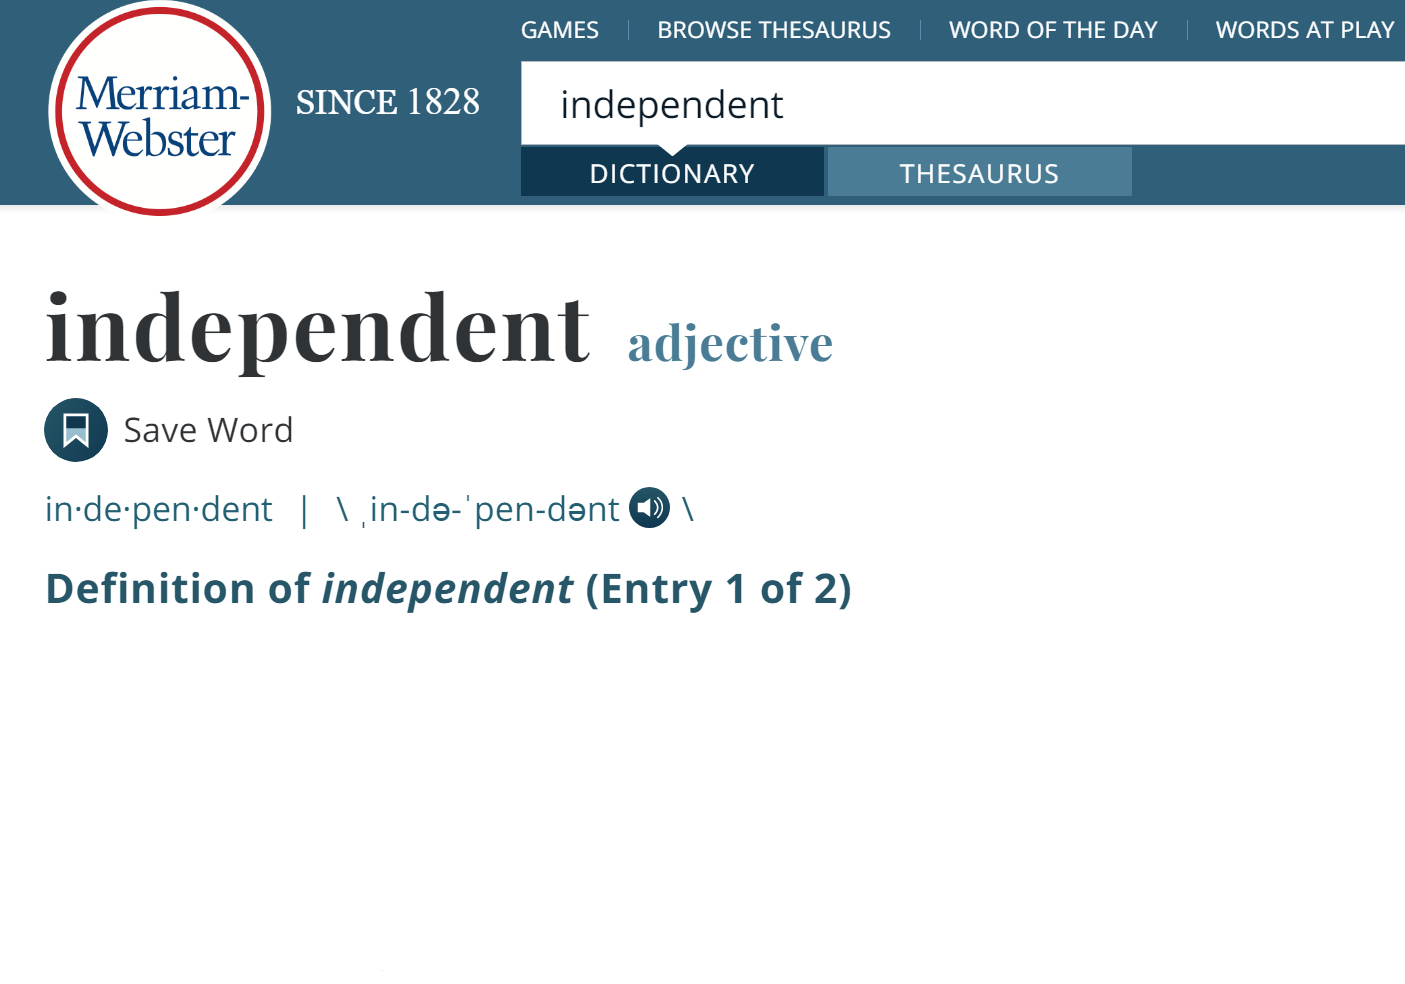 GAMES | BROWSE THESAURUS | WORD OF THE DAY | WORDS AT PLAY
Merriam-
Webster
SINCE 1828
independent
DICTIONARY THESAURUS
independent adjective
Save Word
in·de·pen·dent | \ ˌin-də-ˈpen-dənt \
Definition of independent (Entry 1 of 2)